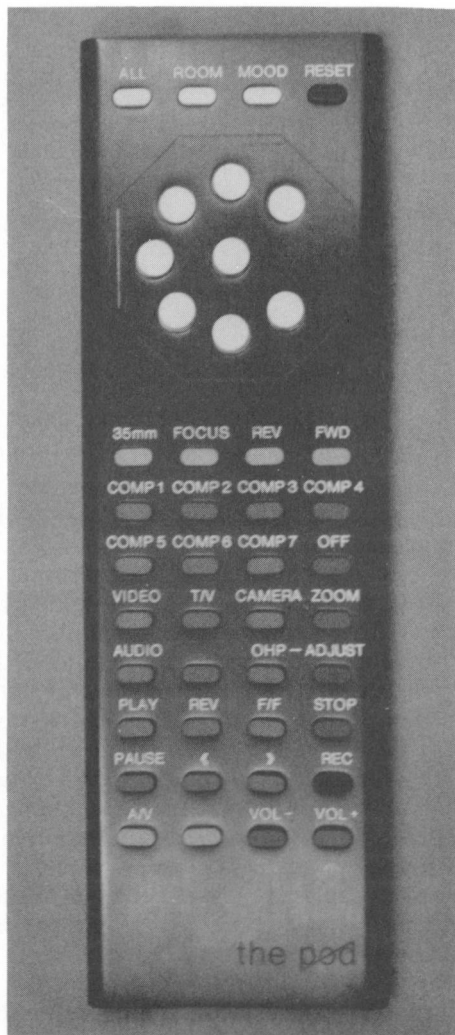 ALL ROOM MOOD RESET
35mm FOCUS REV FWD
COMP 1 COMP 2 COMP 3 COMP 4
COMP 5 COMP 6 COMP 7 OFF
VIDEO T/V CAMERA ZOOM
AUDIO OHP – ADJUST
PLAY REV F/F STOP
PAUSE ‹ › REC
A/V VOL – VOL +
the pod